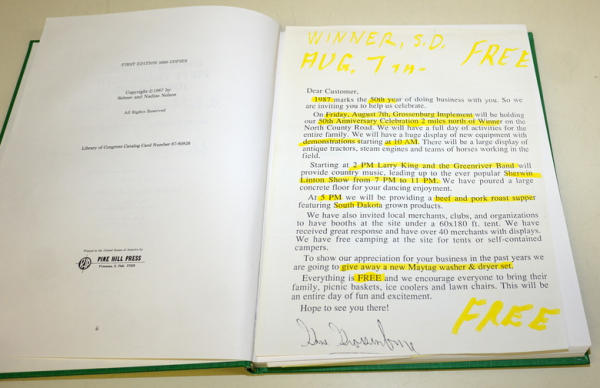 FIRST EDITION 1000 COPIES
Copyright © 1987 by
Selmer and Nadine Nelson
All Rights Reserved
Library of Congress Catalog Card Number 87-60928
Printed in the United States of America by
PINE HILL PRESS
Freeman, S. Dak. 57029
ii
WINNER, S.D. FREE
AUG. 7TH-
Dear Customer,
1987 marks the 50th year of doing business with you. So we
are inviting you to help us celebrate.
On Friday, August 7th, Grossenburg Implement will be holding
our 50th Anniversary Celebration 2 miles north of Winner on the
North County Road. We will have a full day of activities for the
entire family. We will have a huge display of new equipment with
demonstrations starting at 10 AM. There will be a large display of
antique tractors, steam engines and teams of horses working in the
field.
Starting at 2 PM Larry King and the Greenriver Band will
provide country music, leading up to the ever popular Sherwin
Linton Show from 7 PM to 11 PM. We have poured a large
concrete floor for your dancing enjoyment.
At 5 PM we will be providing a beef and pork roast supper
featuring South Dakota grown products.
We have also invited local merchants, clubs, and organizations
to have booths at the site under a 60x180 ft. tent. We have
received great response and have over 40 merchants with displays.
We have free camping at the site for tents or self-contained
campers.
To show our appreciation for your business in the past years we
are going to give away a new Maytag washer & dryer set.
Everything is FREE and we encourage everyone to bring their
family, picnic baskets, ice coolers and lawn chairs. This will be
an entire day of fun and excitement.
Hope to see you there!
FREE